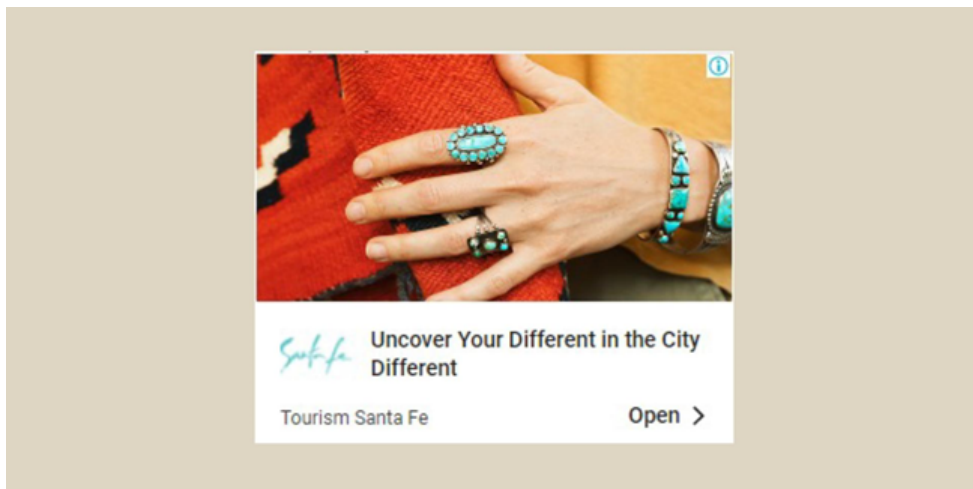 Santa Fe
Uncover Your Different in the City
Different
Tourism Santa Fe
Open